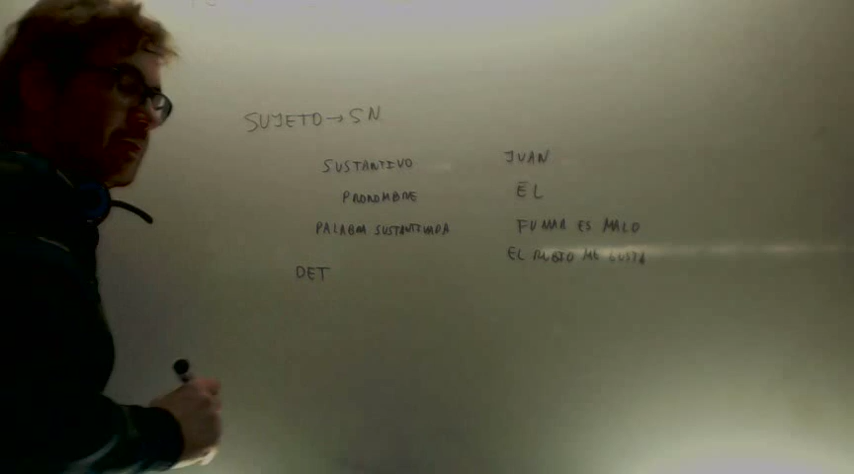 SUJETO → SN
SUSTANTIVO JUAN
PRONOMBRE ÉL
PALABRA SUSTANTIVADA FUMAR ES MALO
EL RUBIO ME GUSTA
DET